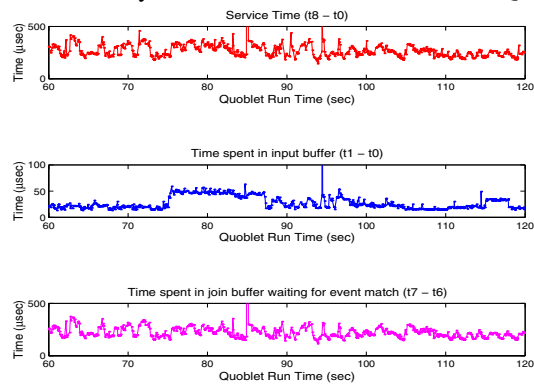 Service Time (t8 – t0)
500
0
Time (μsec)
60 70 80 90 100 110 120
Quoblet Run Time (sec)
Time spent in input buffer (t1 – t0)
100
50
0
Time (μsec)
60 70 80 90 100 110 120
Quoblet Run Time (sec)
Time spent in join buffer waiting for event match (t7 – t6)
500
0
Time (μsec)
60 70 80 90 100 110 120
Quoblet Run Time (sec)